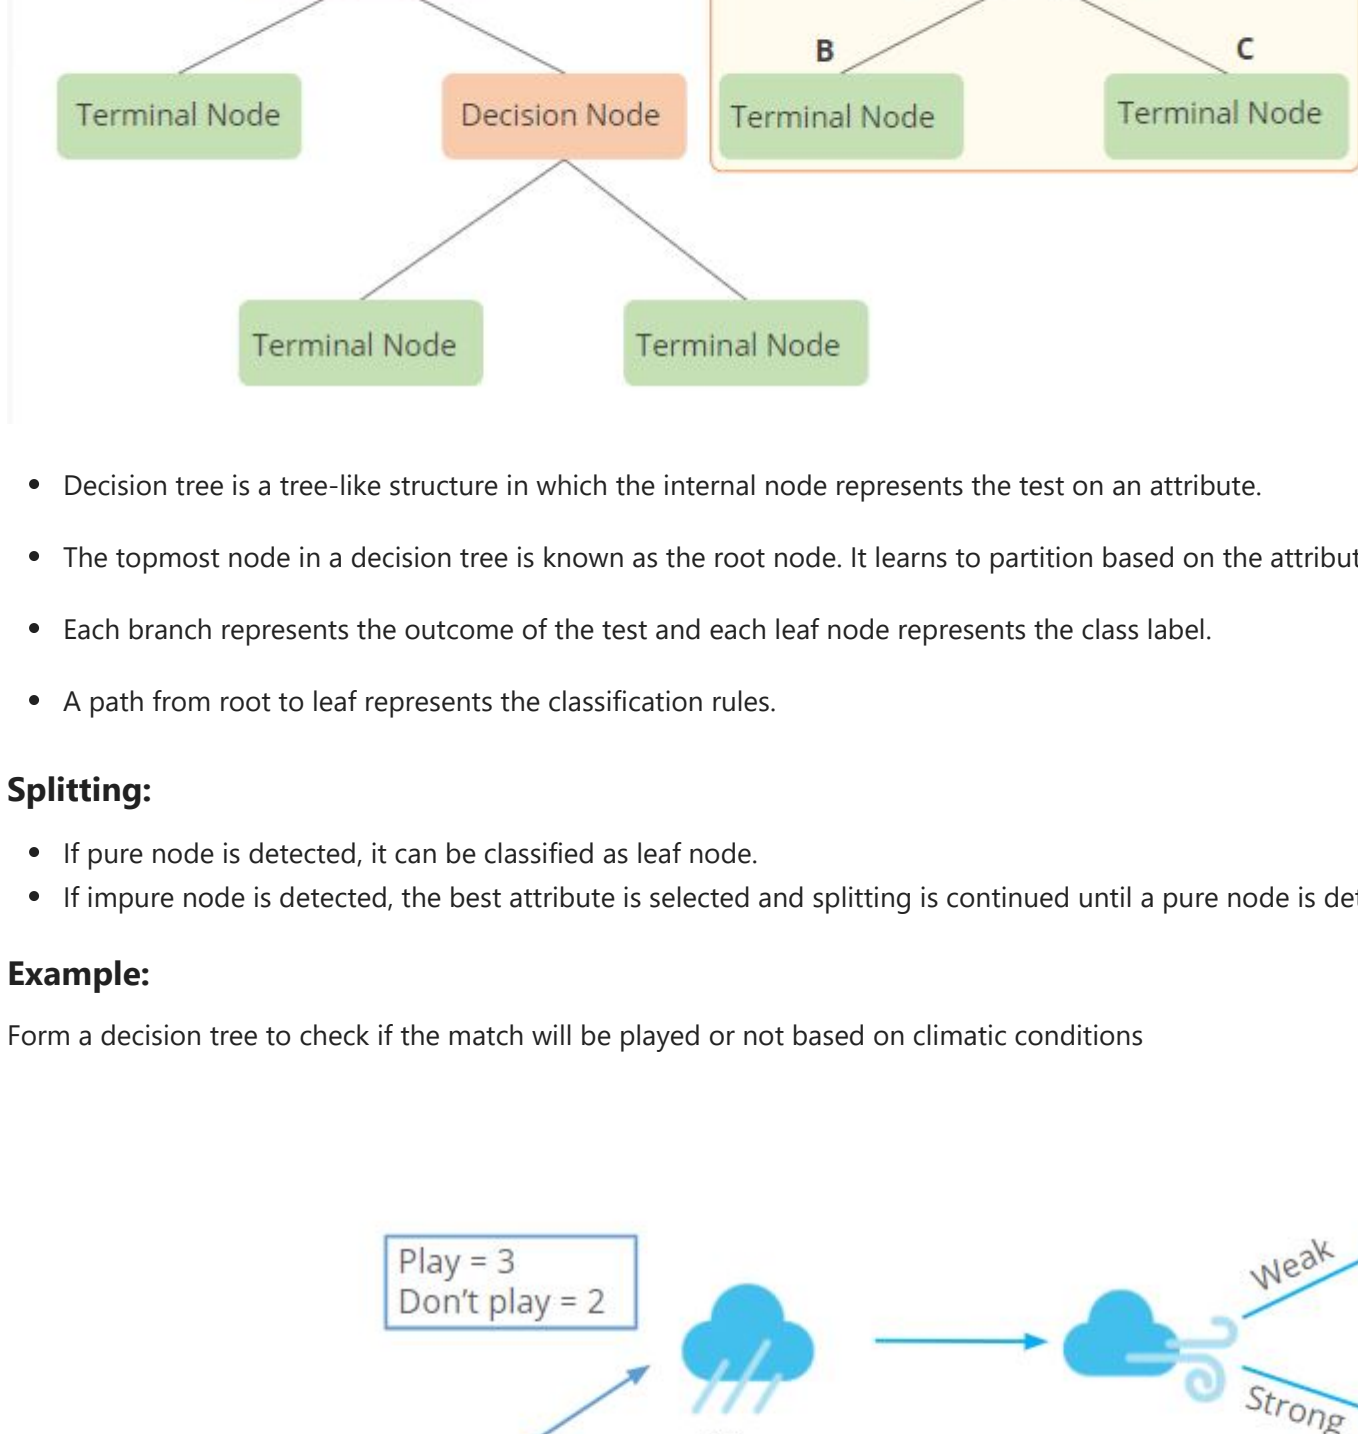 B
C
Terminal Node
Decision Node
Terminal Node
Terminal Node
Terminal Node
Terminal Node
Decision tree is a tree-like structure in which the internal node represents the test on an attribute.
The topmost node in a decision tree is known as the root node. It learns to partition based on the attribut
Each branch represents the outcome of the test and each leaf node represents the class label.
A path from root to leaf represents the classification rules.
Splitting:
If pure node is detected, it can be classified as leaf node.
If impure node is detected, the best attribute is selected and splitting is continued until a pure node is det
Example:
Form a decision tree to check if the match will be played or not based on climatic conditions
Play = 3
Don't play = 2
Weak
Strong